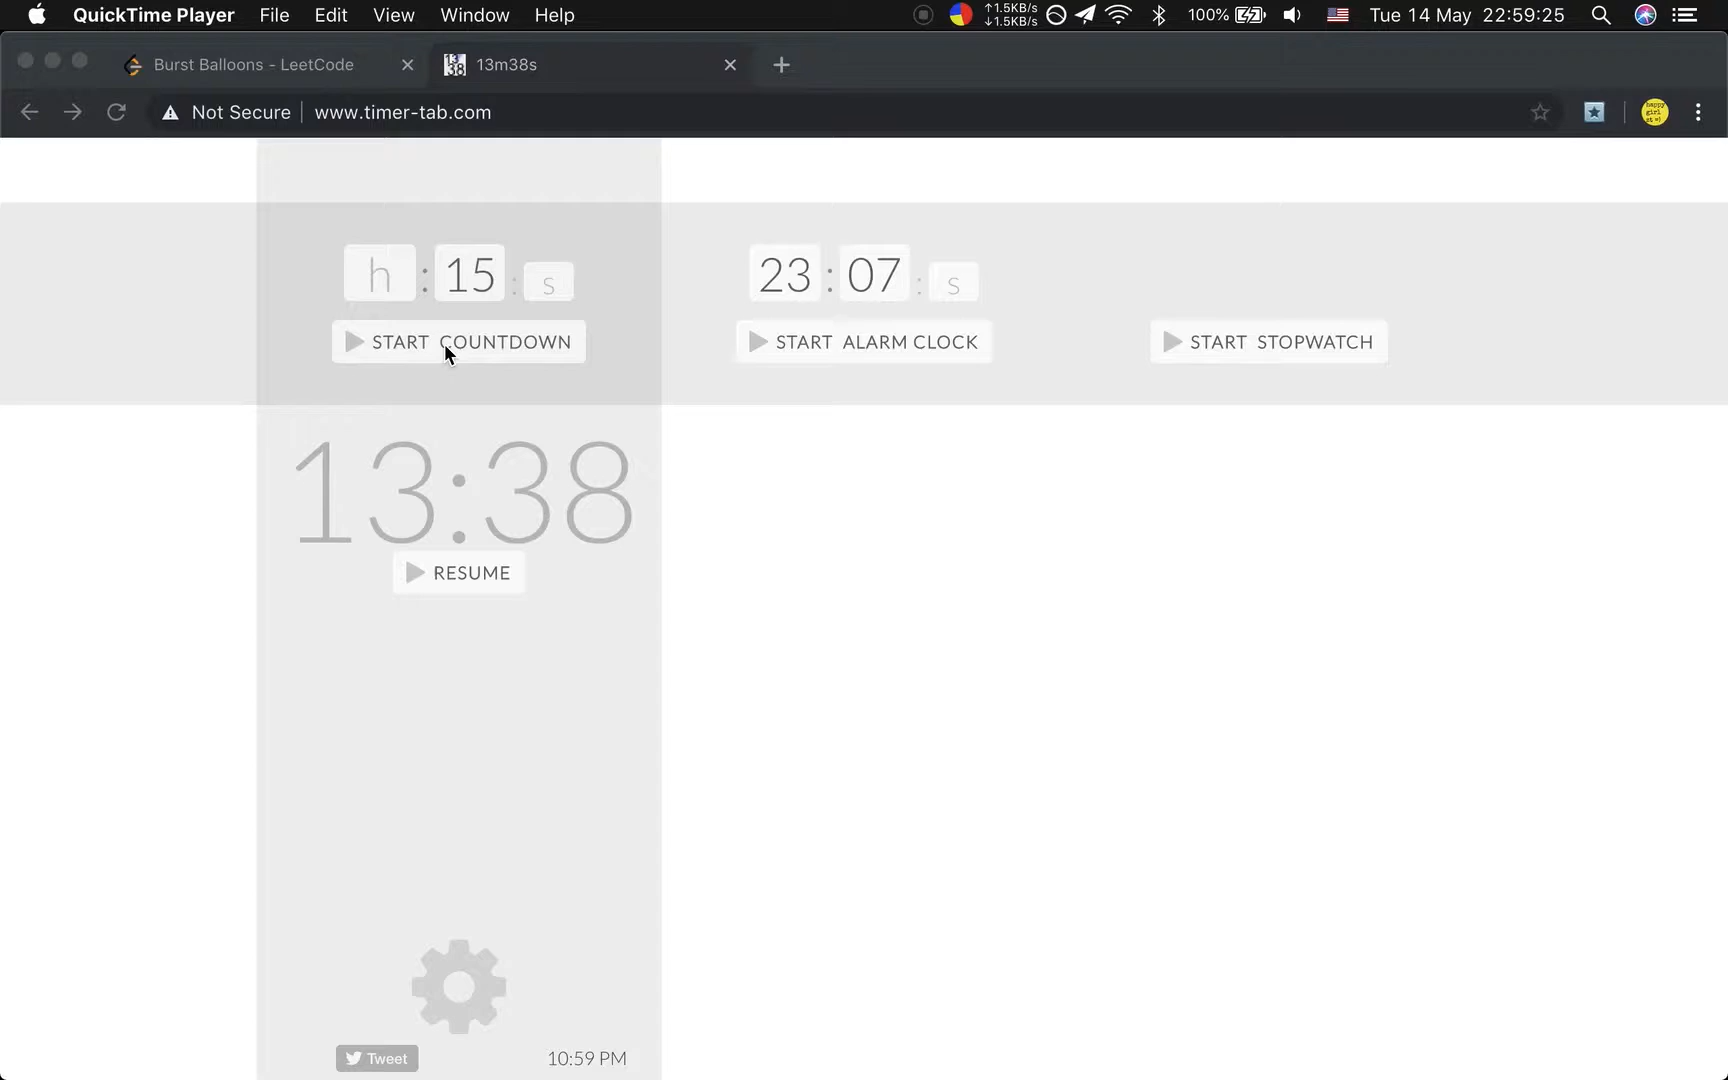 QuickTime Player File Edit View Window Help ↑1.5KB/s ↓1.5KB/s 100% Tue 14 May 22:59:25
Burst Balloons - LeetCode 13m38s
Not Secure www.timer-tab.com
h : 15 : s 23 : 07 : s
START COUNTDOWN START ALARM CLOCK START STOPWATCH
13:38
RESUME
Tweet 10:59 PM